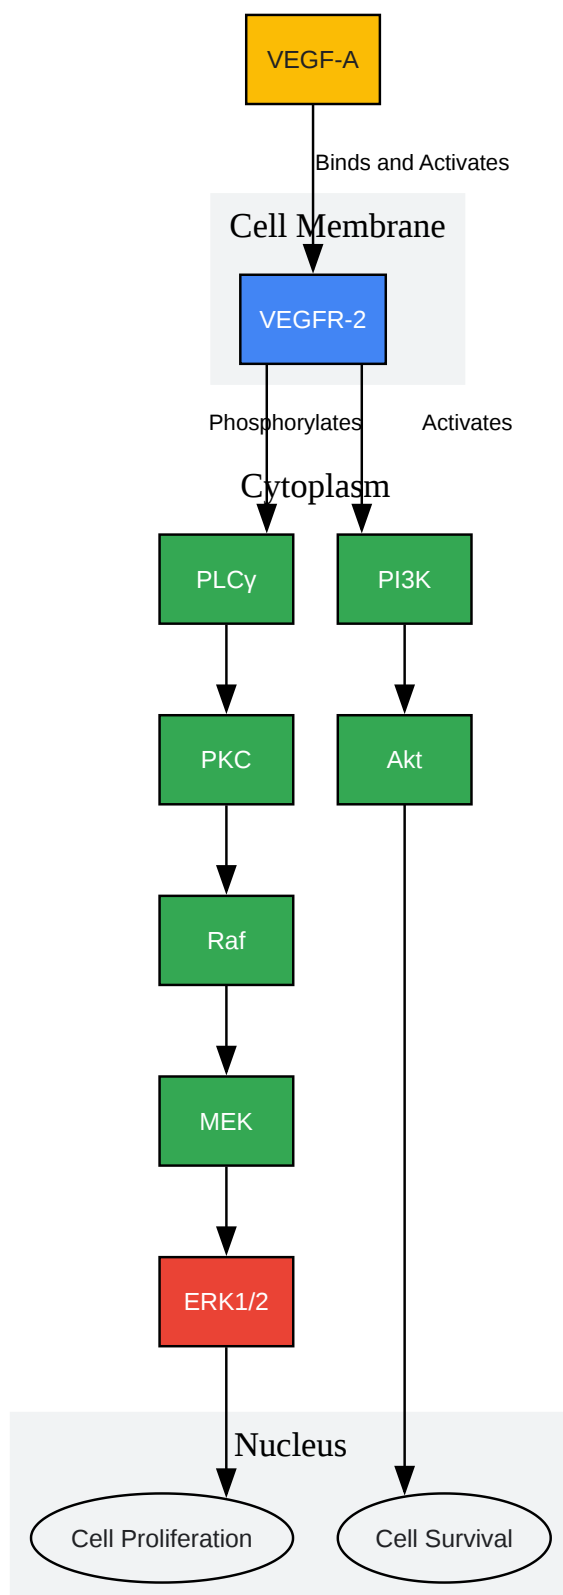 VEGF-A
Binds and Activates
Cell Membrane
VEGFR-2
Phosphorylates
Activates
Cytoplasm
PLCγ
PI3K
PKC
Akt
Raf
MEK
ERK1/2
Nucleus
Cell Proliferation
Cell Survival